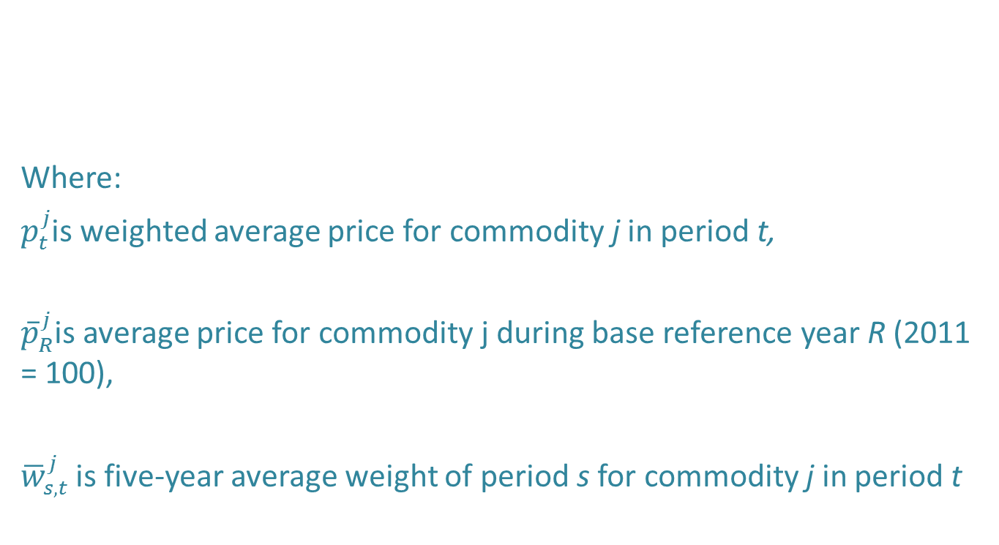 Where:
$p_t^j$ is weighted average price for commodity j in period t,
$\bar{p}_R^j$ is average price for commodity j during base reference year R (2011
= 100),
$\bar{w}_{s,t}^j$ is five-year average weight of period s for commodity j in period t